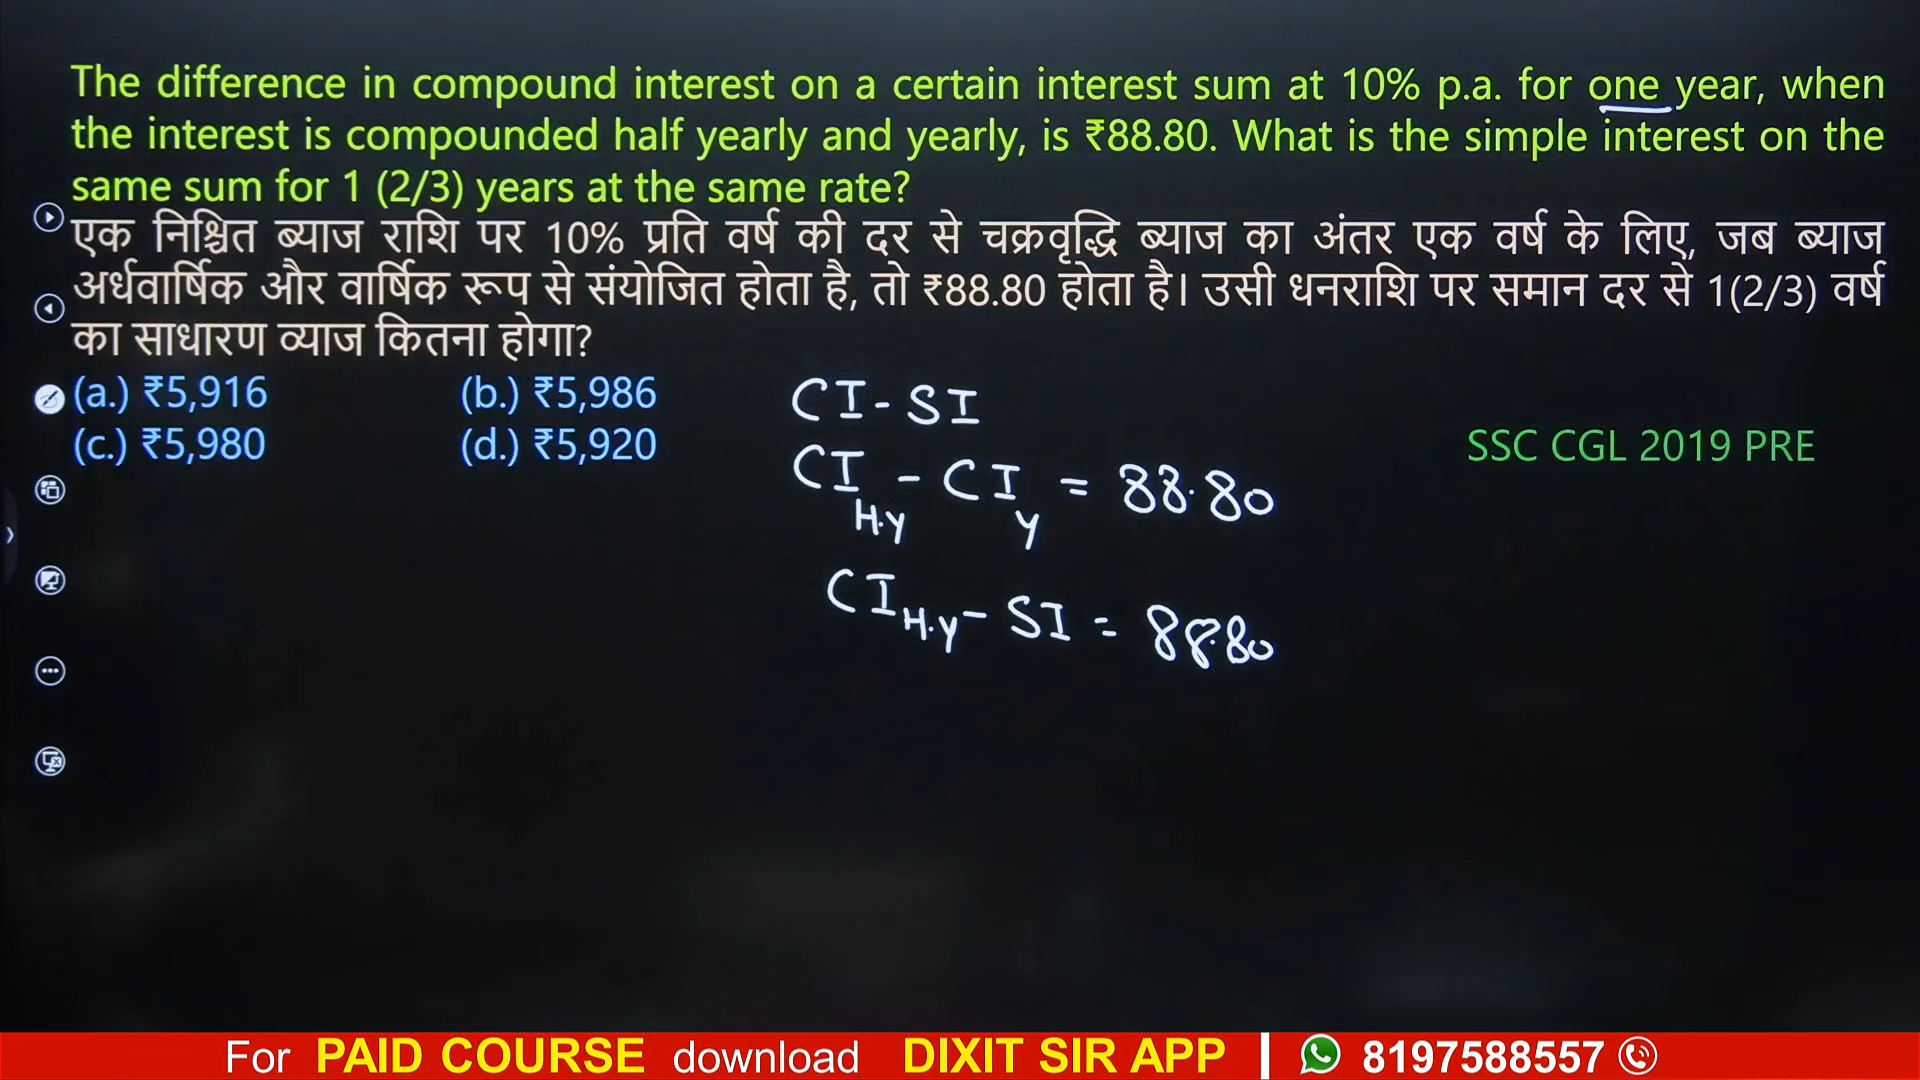 The difference in compound interest on a certain interest sum at 10% p.a. for one year, when
the interest is compounded half yearly and yearly, is ₹88.80. What is the simple interest on the
same sum for 1 (2/3) years at the same rate?
एक निश्चित ब्याज राशि पर 10% प्रति वर्ष की दर से चक्रवृद्धि ब्याज का अंतर एक वर्ष के लिए, जब ब्याज
अर्धवार्षिक और वार्षिक रूप से संयोजित होता है, तो ₹88.80 होता है। उसी धनराशि पर समान दर से 1(2/3) वर्ष
का साधारण व्याज कितना होगा?
(a.) ₹5,916 (b.) ₹5,986
(c.) ₹5,980 (d.) ₹5,920
SSC CGL 2019 PRE
CI - SI
CI H.Y - CI Y = 88.80
CI H.Y - SI = 88.80
For PAID COURSE download DIXIT SIR APP | 8197588557